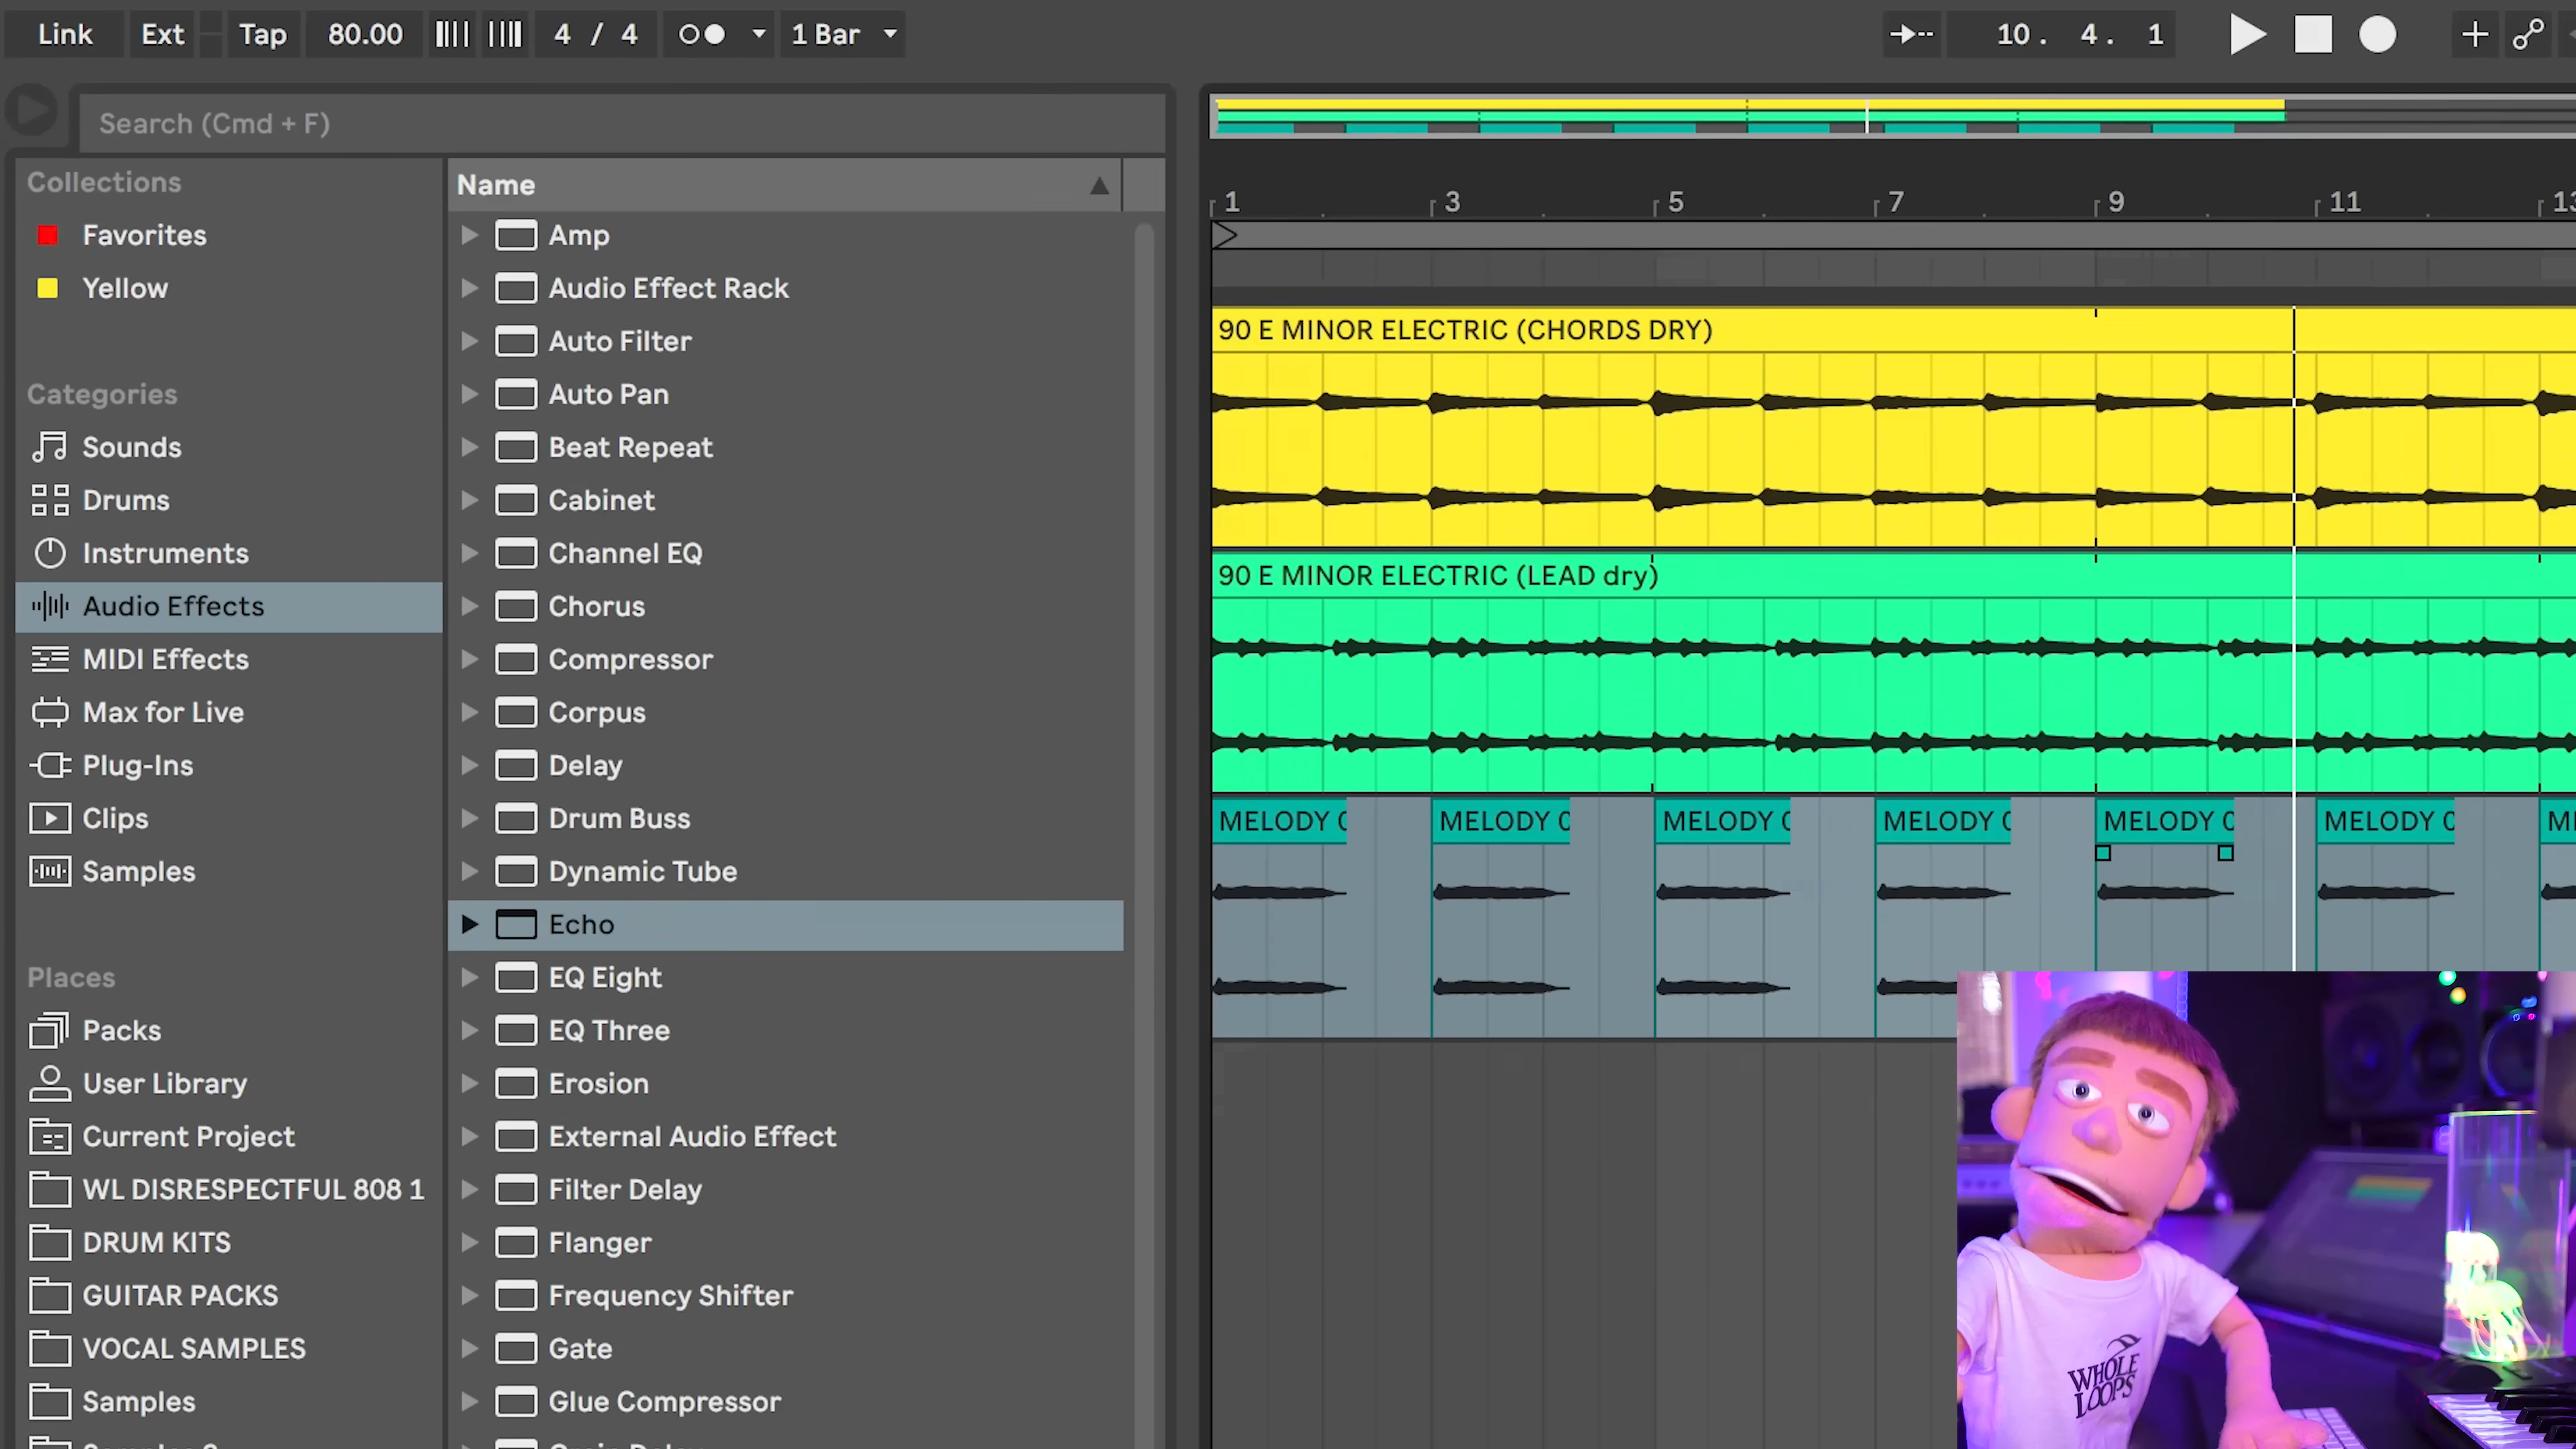 Link Ext Tap 80.00 4 / 4 1 Bar 10. 4. 1
Search (Cmd + F)
Collections
Favorites
Yellow
Categories
Sounds
Drums
Instruments
Audio Effects
MIDI Effects
Max for Live
Plug-Ins
Clips
Samples
Places
Packs
User Library
Current Project
WL DISRESPECTFUL 808 1
DRUM KITS
GUITAR PACKS
VOCAL SAMPLES
Samples
Name
Amp
Audio Effect Rack
Auto Filter
Auto Pan
Beat Repeat
Cabinet
Channel EQ
Chorus
Compressor
Corpus
Delay
Drum Buss
Dynamic Tube
Echo
EQ Eight
EQ Three
Erosion
External Audio Effect
Filter Delay
Flanger
Frequency Shifter
Gate
Glue Compressor
1 3 5 7 9 11 13
90 E MINOR ELECTRIC (CHORDS DRY)
90 E MINOR ELECTRIC (LEAD dry)
MELODY MELODY MELODY MELODY MELODY MELODY
WHOLE
LOOPS